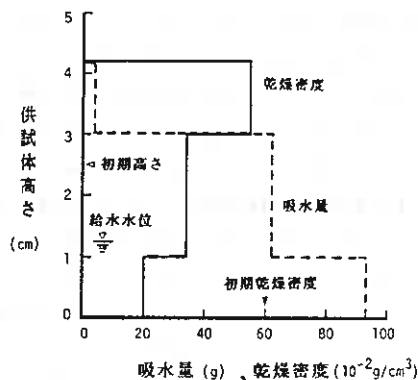 5
4
3
2
1
0
供試体高さ
(cm)
乾燥密度
◁初期高さ
吸水量
給水水位
初期乾燥密度
0 20 40 60 80 100
吸水量(g)、乾燥密度(10⁻²g/cm³)